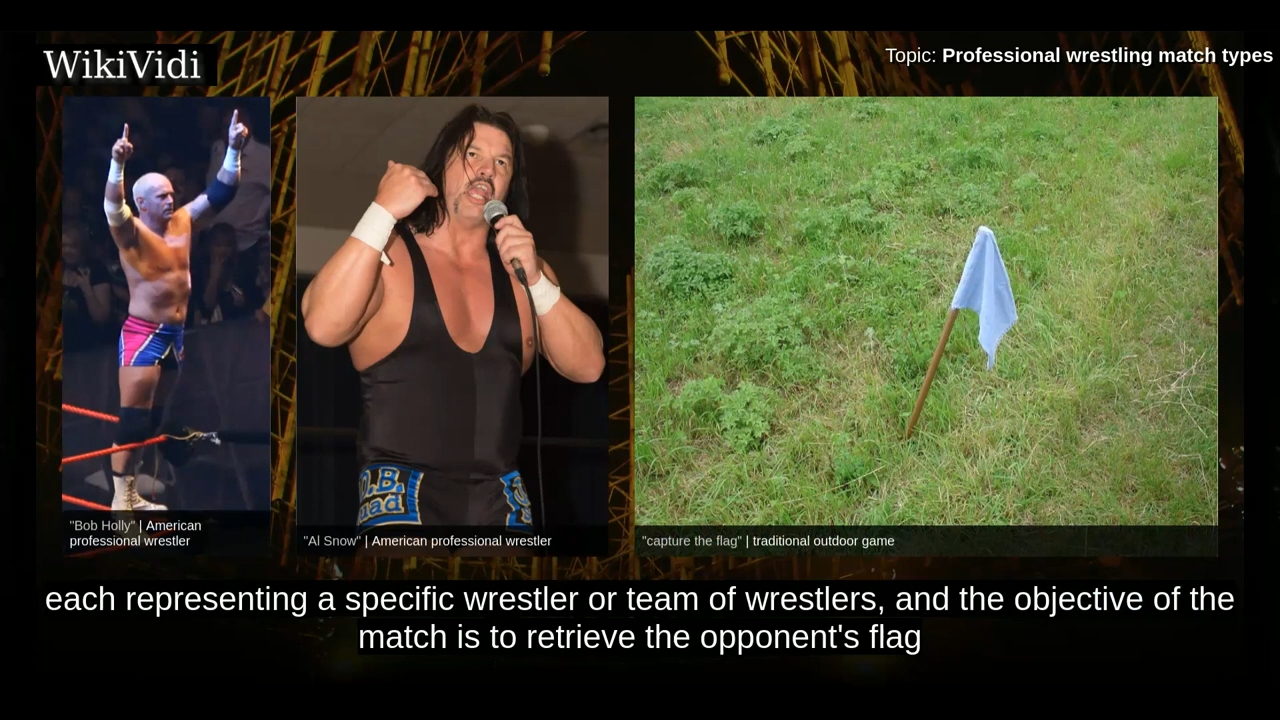 WikiVidi
Topic: Professional wrestling match types
"Bob Holly" | American
professional wrestler
"Al Snow" | American professional wrestler
"capture the flag" | traditional outdoor game
each representing a specific wrestler or team of wrestlers, and the objective of the
match is to retrieve the opponent's flag